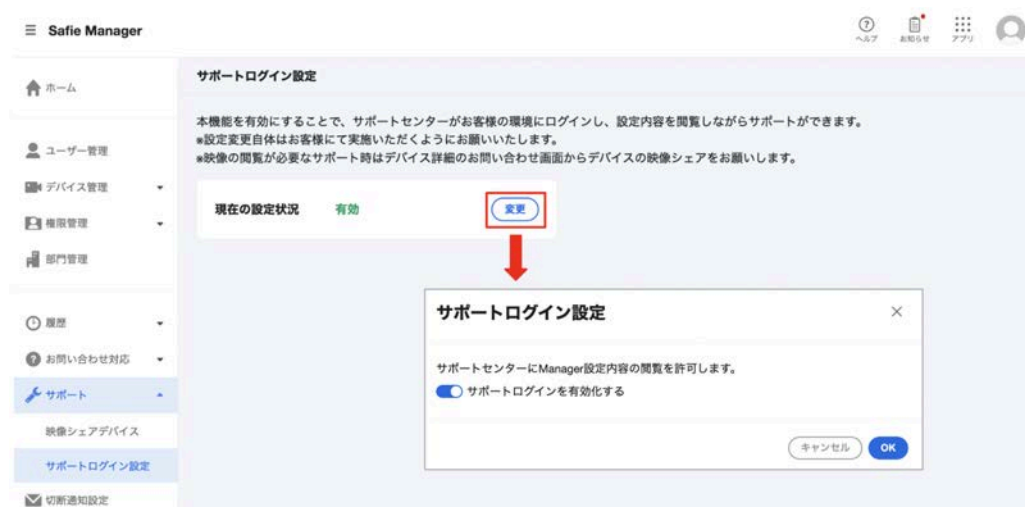 Safie Manager
ヘルプ
お知らせ
アプリ
ホーム
ユーザー管理
デバイス管理
権限管理
部門管理
履歴
お問い合わせ対応
サポート
映像シェアデバイス
サポートログイン設定
切断通知設定
サポートログイン設定
本機能を有効にすることで、サポートセンターがお客様の環境にログインし、設定内容を閲覧しながらサポートができます。
※設定変更自体はお客様にて実施いただくようにお願いいたします。
※映像の閲覧が必要なサポート時はデバイス詳細のお問い合わせ画面からデバイスの映像シェアをお願いします。
現在の設定状況 有効 変更
サポートログイン設定
サポートセンターにManager設定内容の閲覧を許可します。
サポートログインを有効化する
キャンセル OK